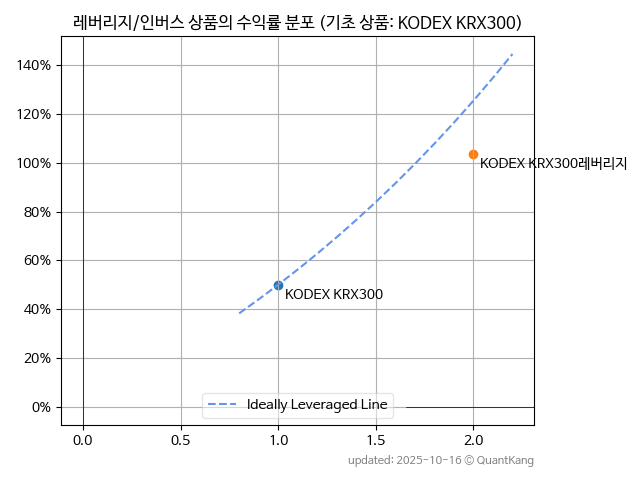 레버리지/인버스 상품의 수익률 분포 (기초 상품: KODEX KRX300)
140%
120%
100%
80%
60%
40%
20%
0%
KODEX KRX300레버리지
KODEX KRX300
Ideally Leveraged Line
0.0 0.5 1.0 1.5 2.0
updated: 2025-10-16 © QuantKang